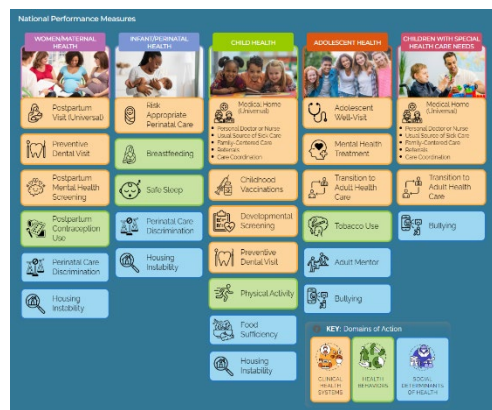 National Performance Measures
WOMEN/MATERNAL
HEALTH
Postpartum
Visit (Universal)
Preventive
Dental Visit
Postpartum
Mental Health
Screening
Postpartum
Contraception
Use
Perinatal Care
Discrimination
Housing
Instability
INFANT/PERINATAL
HEALTH
Risk
Appropriate
Perinatal Care
Breastfeeding
Safe Sleep
Perinatal Care
Discrimination
Housing
Instability
CHILD HEALTH
Medical Home
(Universal)
• Personal Doctor or Nurse
• Usual Source of Sick Care
• Family-Centered Care
• Referrals
• Care Coordination
Childhood
Vaccinations
Developmental
Screening
Preventive
Dental Visit
Physical Activity
Food
Sufficiency
Housing
Instability
ADOLESCENT HEALTH
Adolescent
Well-Visit
Mental Health
Treatment
Transition to
Adult Health
Care
Tobacco Use
Adult Mentor
Bullying
CHILDREN WITH SPECIAL
HEALTH CARE NEEDS
Medical Home
(Universal)
• Personal Doctor or Nurse
• Usual Source of Sick Care
• Family-Centered Care
• Referrals
• Care Coordination
Transition to
Adult Health
Care
Bullying
KEY: Domains of Action
CLINICAL
HEALTH
SYSTEMS
HEALTH
BEHAVIORS
SOCIAL
DETERMINANTS
OF HEALTH